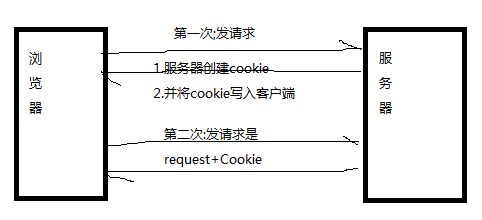 第一次;发请求
浏
览
器
1.服务器创建cookie
2.并将cookie写入客户端
第二次;发请求是
request+Cookie
服
务
器